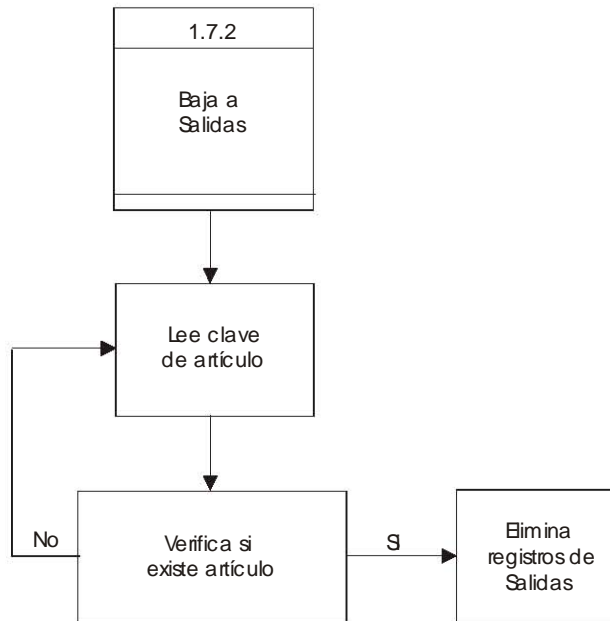 1.7.2
Baja a
Salidas
Lee clave
de artículo
No
Verifica si
existe artículo
Si
Elimina
registros de
Salidas